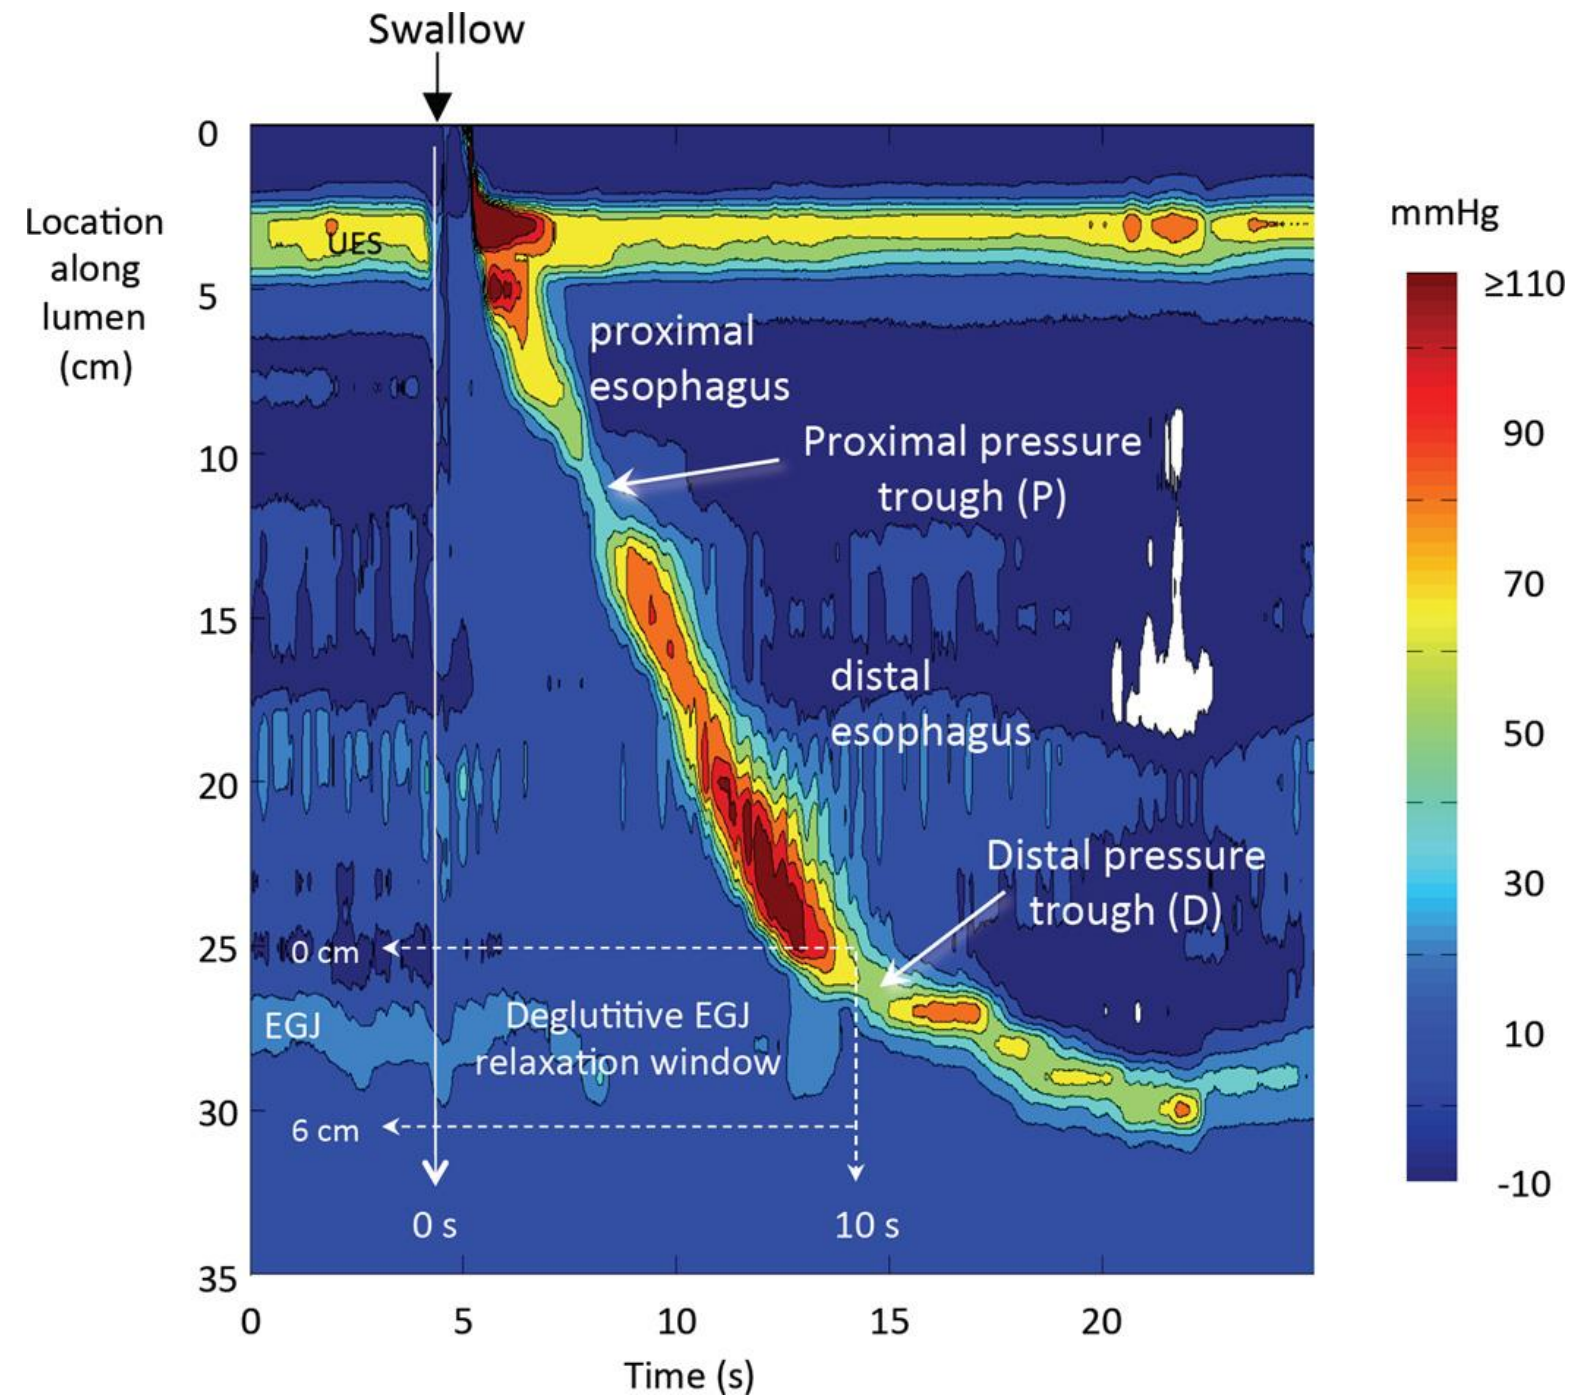 Swallow
0
5
10
15
20
25
30
35
Location
along
lumen
(cm)
UES
proximal
esophagus
Proximal pressure
trough (P)
distal
esophagus
Distal pressure
trough (D)
0 cm
EGJ
Deglutitive EGJ
relaxation window
6 cm
0 s
10 s
0
5
10
15
20
Time (s)
mmHg
≥110
90
70
50
30
10
-10